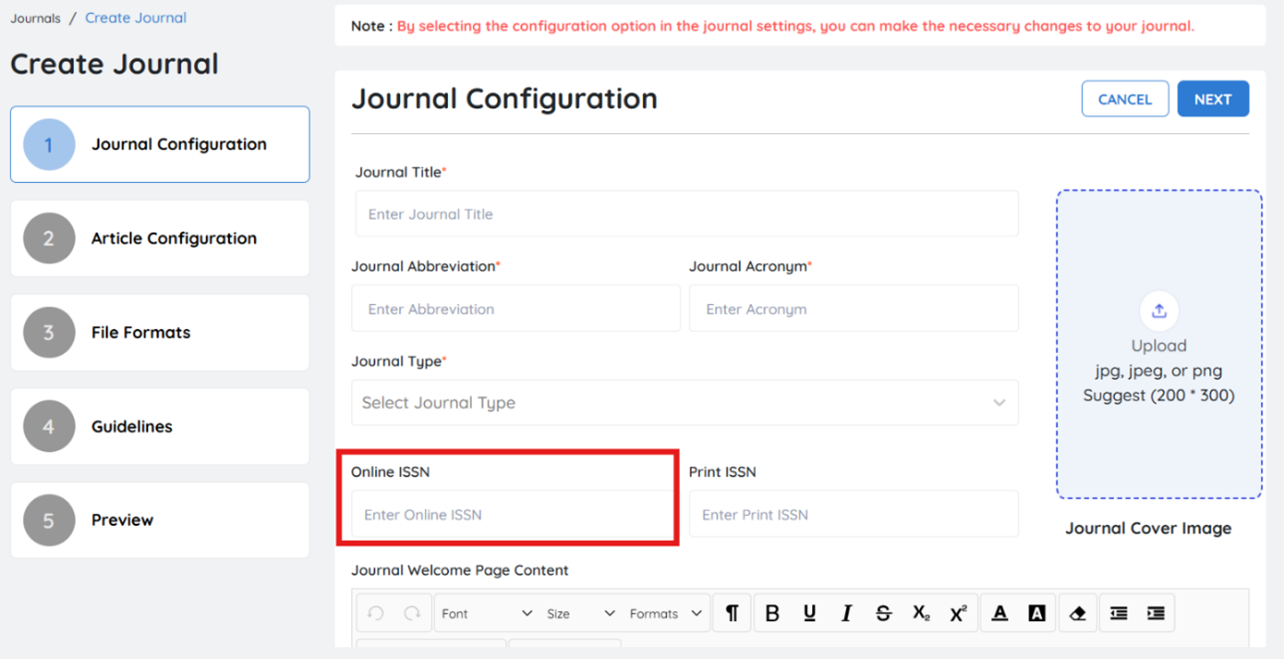 Journals / Create Journal
Note : By selecting the configuration option in the journal settings, you can make the necessary changes to your journal.
Create Journal
1 Journal Configuration
2 Article Configuration
3 File Formats
4 Guidelines
5 Preview
Journal Configuration
CANCEL NEXT
Journal Title*
Enter Journal Title
Journal Abbreviation* Journal Acronym*
Enter Abbreviation Enter Acronym
Journal Type*
Select Journal Type
Online ISSN Print ISSN
Enter Online ISSN Enter Print ISSN
Upload
jpg, jpeg, or png
Suggest (200 * 300)
Journal Cover Image
Journal Welcome Page Content
Font Size Formats ¶ B U I S X₂ X² A A